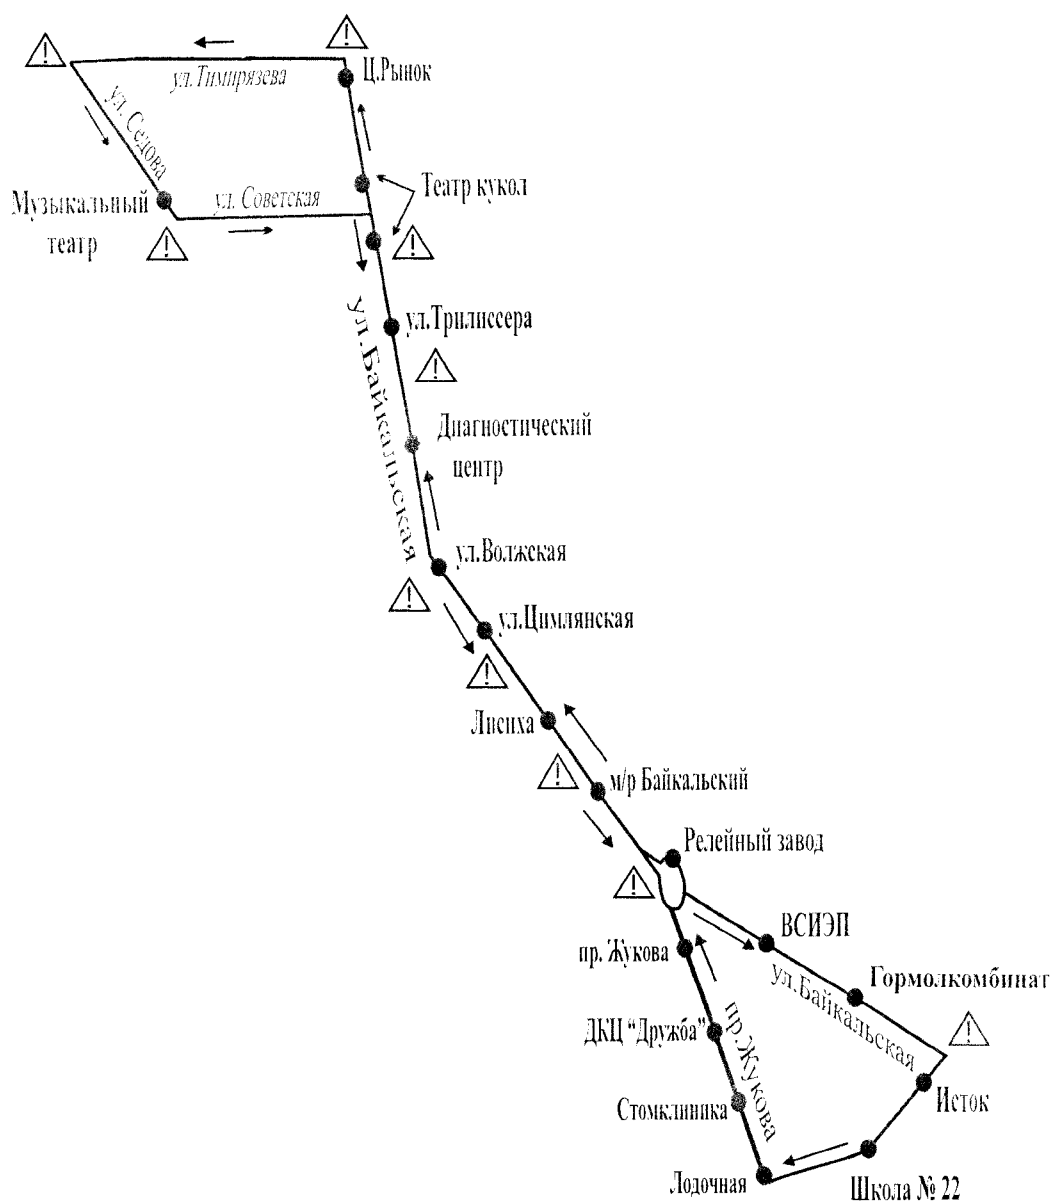 ул.Тимирязева
Ц.Рынок
ул. Седова
Театр кукол
Музыкальный
театр
ул. Советская
ул.Трилиссера
ул.Байкальская
Диагностический
центр
ул.Волжская
ул.Цимлянская
Лисиха
м/р Байкальский
Релейный завод
ВСИЭП
пр. Жукова
ул.Байкальская
Гормолкомбинат
ДКЦ “Дружба”
пр.Жукова
Стомклиника
Исток
Лодочная
Школа № 22